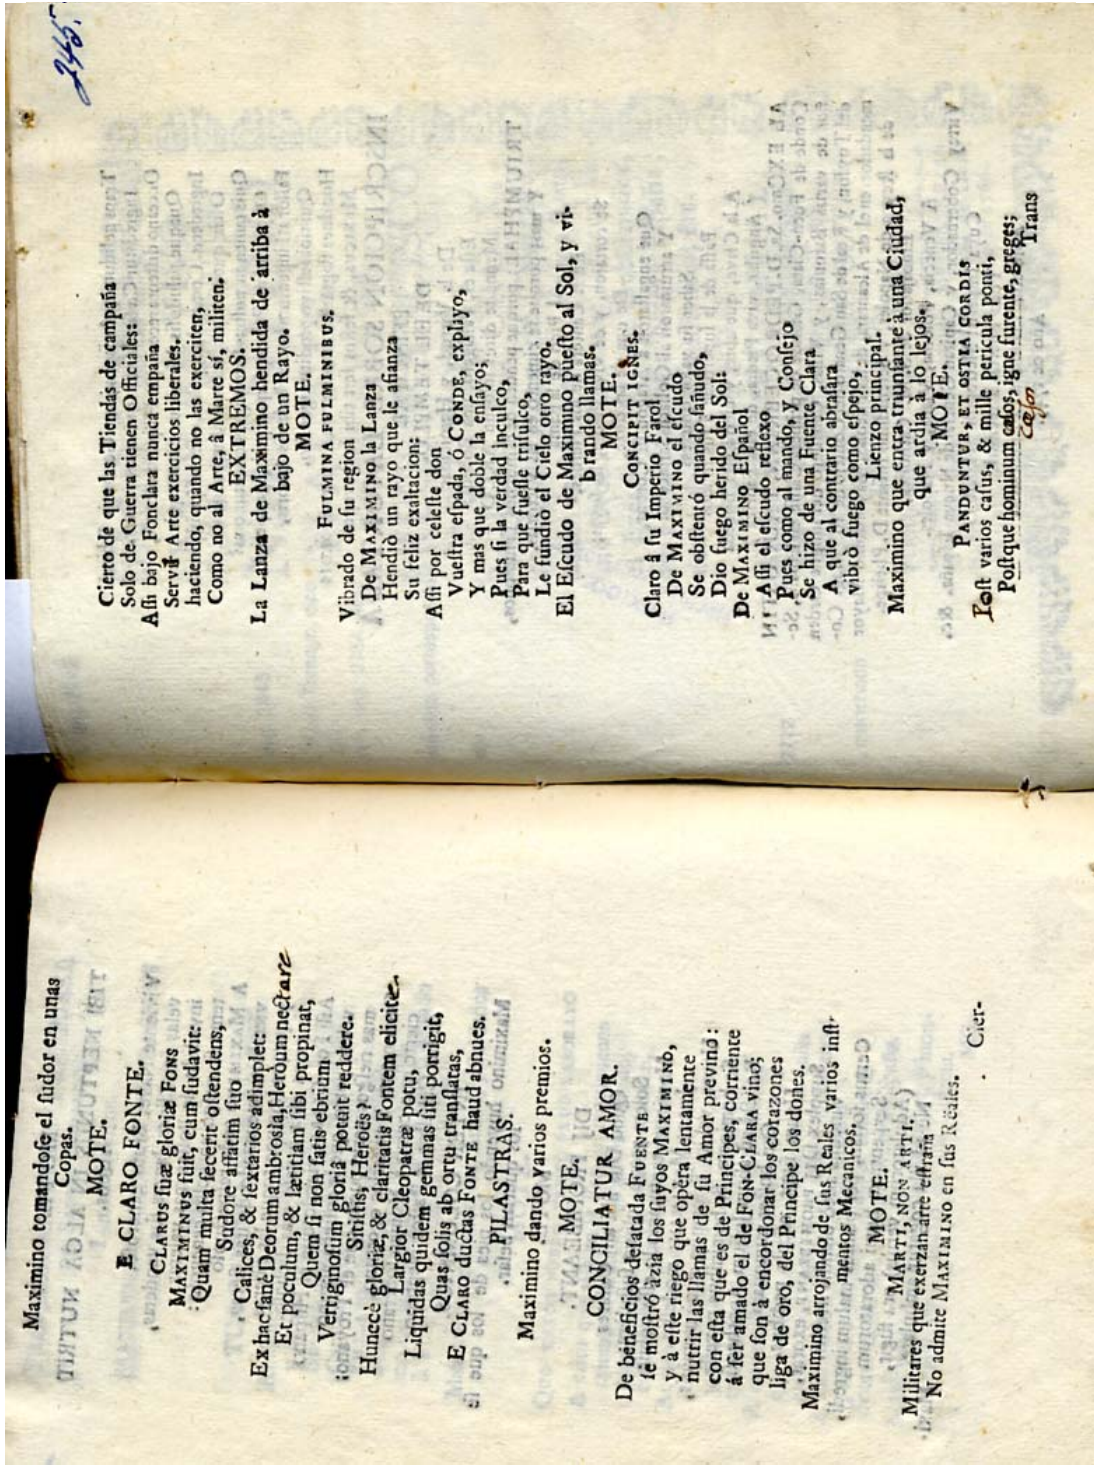 Maximino tomandoſe el ſudor en unas
Copas.
MOTE.
E CLARO FONTE.
CLARUS ſuæ gloriæ FONS
MAXIMINUS fuit, cum ſudavit:
Quam multa fecerit oſtendens,
Sudore affatim ſuo
Calices, & ſextarios adimplet:
Ex hac ſanè Deorum ambroſia, Heroum nectare
Et poculum, & lætitiam ſibi propinat,
Quem ſi non ſatis ebrium
Vertiginoſum gloriâ potuit reddere.
Siniſtis, Heroës?
Huncce gloriæ, & claritatis Fontem elicite.
Largior Cleopatræ potu,
Liquidas quidem gemmas ſiti porrigit,
Quas ſolis ab ortu tranſlatas,
E CLARO ductas FONTE haud abnues.
PILASTRAS.
Maximino dando varios premios.
MOTE.
CONCILIATUR AMOR.
De beneficios deſatada FUENTE
ſe moſtró azia los ſuyos MAXIMINO,
y à eſte riego que opèra lentamente
nutrir las llamas de ſu Amor previno:
con eſta que es de Principes, corriente
á ſer amado el de FON-CLARA vino;
que ſon à encordonar los corazones
liga de oro, del Principe los dones.
Maximino arrojando de ſus Reales varios inſt-
mentos Mecanicos.
MOTE.
MARTI, NON ARTI.
Militares que exerzan arte eſtraña
No admite MAXIMINO en ſus Reales.
Cier-
245.
Cierto de que las Tiendas de campaña
Solo de Guerra tienen Officiales:
Aſſi bajo Fonclara nunca empaña
Servil Arte exercicios liberales.
haciendo, quando no las exerciten,
Como no al Arte, à Marte sí, militen.
EXTREMOS.
La Lanza de Maximino hendida de arriba à
bajo de un Rayo.
MOTE.
FULMINA FULMINIBUS.
Vibrado de ſu region
De MAXIMINO la Lanza
Hendiò un rayo que le afianza
Su feliz exaltacion:
Aſſi por celeſte don
Vueſtra eſpada, ó CONDE, explayo,
Y mas que doble la enſayo;
Pues ſi la verdad inculco,
Para que fueſſe triſulco,
Le fundiò el Cielo otro rayo.
El Eſcudo de Maximino pueſto al Sol, y vi-
brando llamas.
MOTE.
CONCIPIT IGNES.
Claro â ſu Imperio Farol
De MAXIMINO el eſcudo
Se obſtentó quando ſañudo,
Dio fuego herido del Sol:
De MAXIMINO Eſpañol
Aſſi el eſcudo reflexo
Pues como al mando, y Conſejo
Se hizo de una Fuente Clara
A que al contrario abraſara
vibrò fuego como eſpejo,
Lienzo principal.
Maximino que entra triunfante à una Ciudad,
que ardia à lo lejos.
MOTE.
PANDUNTUR, ET OSTIA CORDIS
Poſt varios caſus, & mille pericula ponti,
Poſtque hominum cados, igne furente, greges;
cæſos
Trans